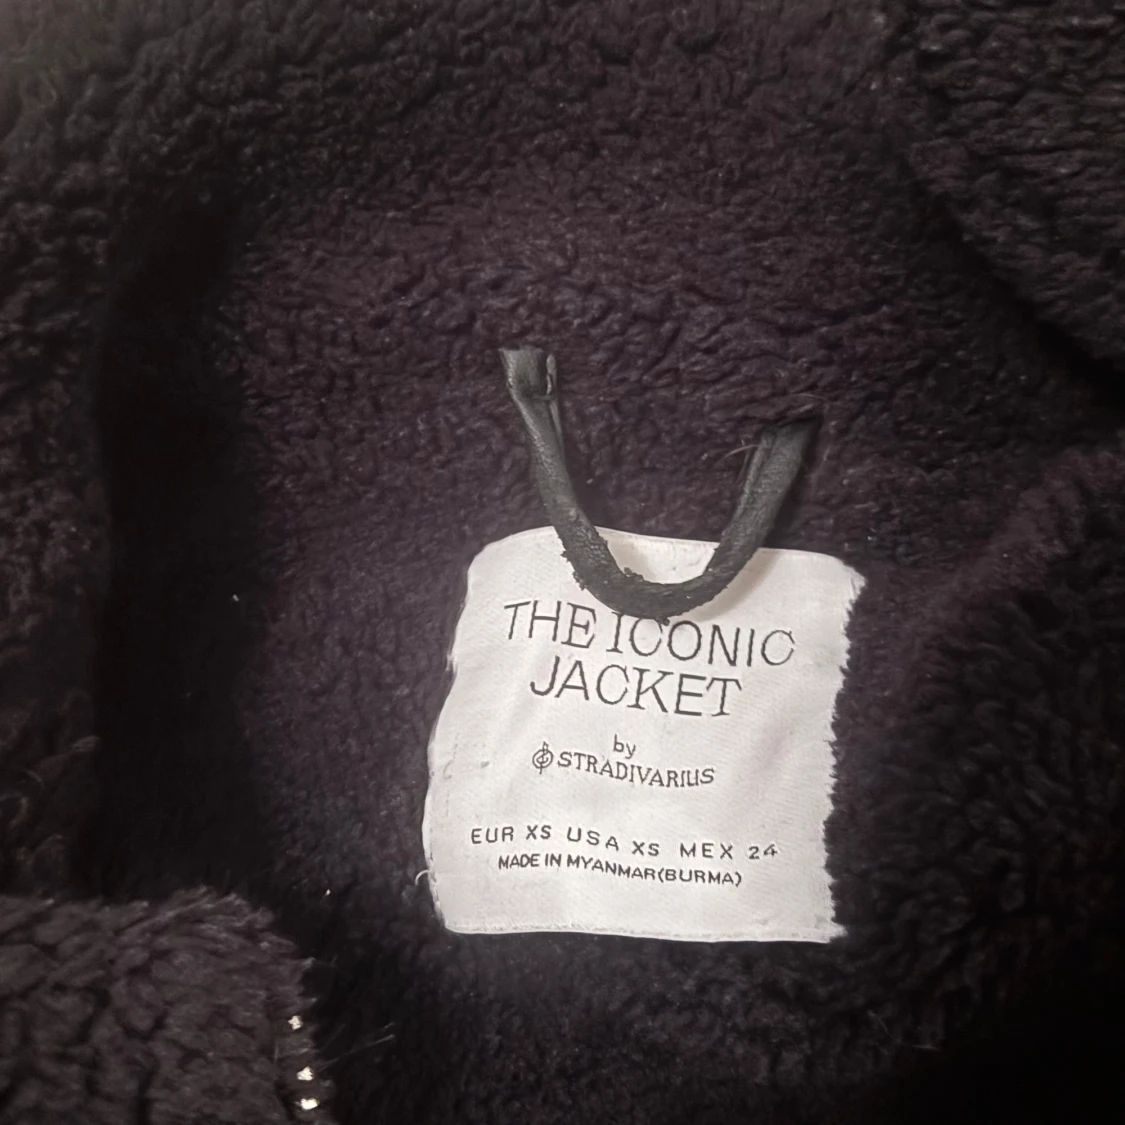 THE ICONIC
JACKET
by
STRADIVARIUS
EUR XS USA XS MEX 24
MADE IN MYANMAR(BURMA)